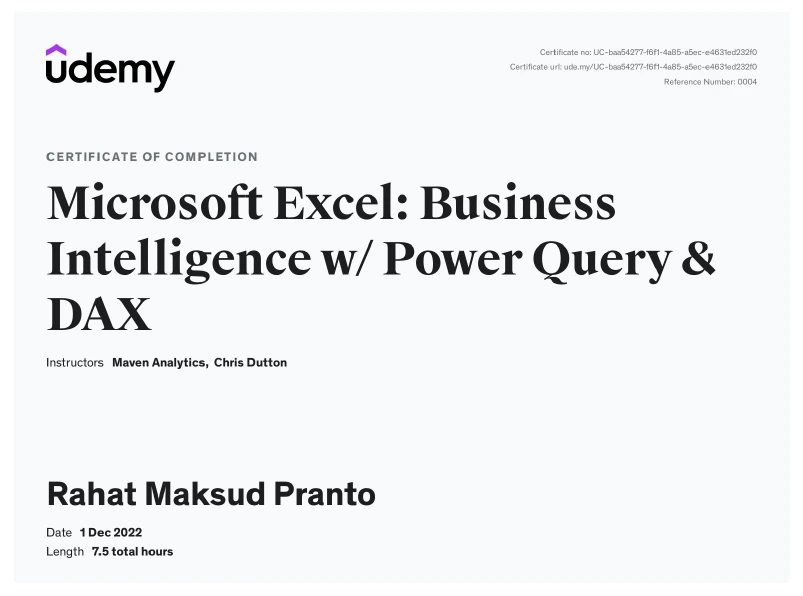 udemy
Certificate no: UC-baa54277-f6f1-4a85-a5ec-e4631ed232f0
Certificate url: ude.my/UC-baa54277-f6f1-4a85-a5ec-e4631ed232f0
Reference Number: 0004
CERTIFICATE OF COMPLETION
Microsoft Excel: Business
Intelligence w/ Power Query &
DAX
Instructors Maven Analytics, Chris Dutton
Rahat Maksud Pranto
Date 1 Dec 2022
Length 7.5 total hours